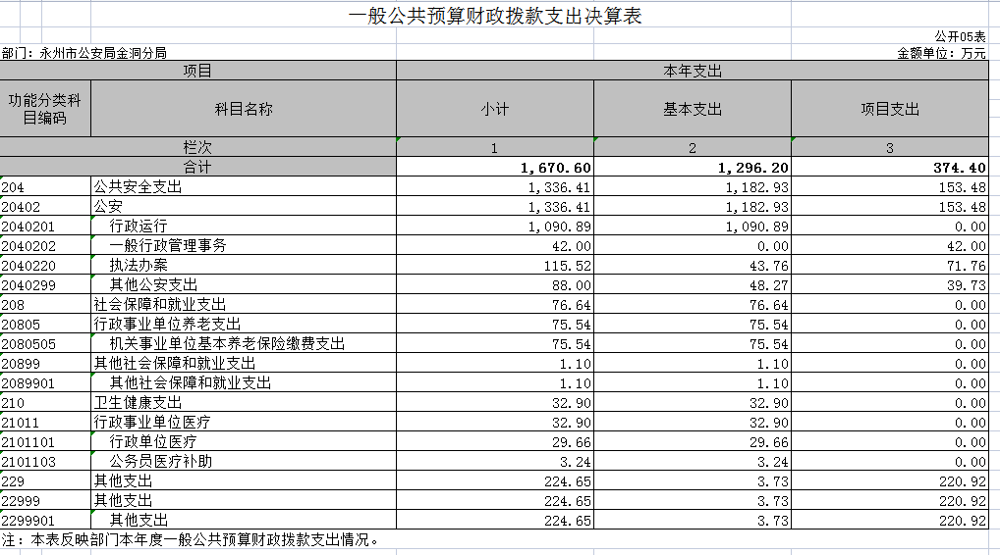 一般公共预算财政拨款支出决算表
公开05表
部门：永州市公安局金洞分局 金额单位：万元
项目 本年支出
功能分类科目编码 科目名称 小计 基本支出 项目支出
栏次 1 2 3
合计 1,670.60 1,296.20 374.40
204 公共安全支出 1,336.41 1,182.93 153.48
20402 公安 1,336.41 1,182.93 153.48
2040201 行政运行 1,090.89 1,090.89 0.00
2040202 一般行政管理事务 42.00 0.00 42.00
2040220 执法办案 115.52 43.76 71.76
2040299 其他公安支出 88.00 48.27 39.73
208 社会保障和就业支出 76.64 76.64 0.00
20805 行政事业单位养老支出 75.54 75.54 0.00
2080505 机关事业单位基本养老保险缴费支出 75.54 75.54 0.00
20899 其他社会保障和就业支出 1.10 1.10 0.00
2089901 其他社会保障和就业支出 1.10 1.10 0.00
210 卫生健康支出 32.90 32.90 0.00
21011 行政事业单位医疗 32.90 32.90 0.00
2101101 行政单位医疗 29.66 29.66 0.00
2101103 公务员医疗补助 3.24 3.24 0.00
229 其他支出 224.65 3.73 220.92
22999 其他支出 224.65 3.73 220.92
2299901 其他支出 224.65 3.73 220.92
注：本表反映部门本年度一般公共预算财政拨款支出情况。